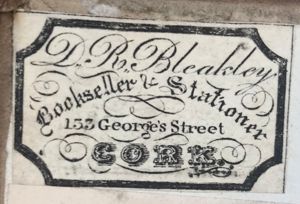 D. R. Bleakley
Bookseller & Stationer
153 George's Street
CORK.